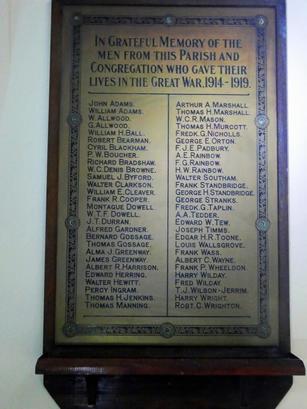 IN GRATEFUL MEMORY OF THE
MEN FROM THIS PARISH AND
CONGREGATION WHO GAVE THEIR
LIVES IN THE GREAT WAR, 1914-1919.
JOHN ADAMS.
WILLIAM ADAMS.
W. ALLWOOD.
G. ALLWOOD.
WILLIAM H. BALL.
ROBERT BEARMAN.
CYRIL BLACKHAM.
P. W. BOUCHER.
RICHARD BRADSHAW.
W. C. DENIS BROWNE.
SAMUEL J. BYFORD.
WALTER CLARKSON.
WILLIAM E. CLEAVER.
FRANK R. COOPER.
MONTAGUE DOWELL.
W. T. F. DOWELL.
J. T. DURRAN.
ALFRED GARDNER.
BERNARD GOSSAGE.
THOMAS GOSSAGE.
ALMA J. GREENWAY.
JAMES GREENWAY.
ALBERT R. HARRISON.
EDWARD HERRING.
WALTER HEWITT.
PERCY INGRAM.
THOMAS H. JENKINS.
THOMAS MANNING.
ARTHUR A. MARSHALL.
THOMAS H. MARSHALL.
W. C. R. MASON.
THOMAS H. MURCOTT.
FREDK. G. NICHOLLS.
GEORGE E. ORTON.
F. J. E. PADBURY.
A. E. RAINBOW.
F. G. RAINBOW.
H. W. RAINBOW.
WALTER SOUTHAM.
FRANK STANDBRIDGE.
GEORGE H. STANDBRIDGE.
GEORGE STRANKS.
FREDK. G. TAPLIN.
A. A. TEDDER.
EDWARD W. TEW.
JOSEPH TIMMS.
EDGAR H. R. TOONE.
LOUIS WALLSGROVE.
FRANK WASS.
ALBERT C. WAYNE.
FRANK P. WHEELDON.
HARRY WILDAY.
FRED WILDAY.
T. J. WILSON-JERRIM.
HARRY WRIGHT.
ROBT. C. WRIGHTON.